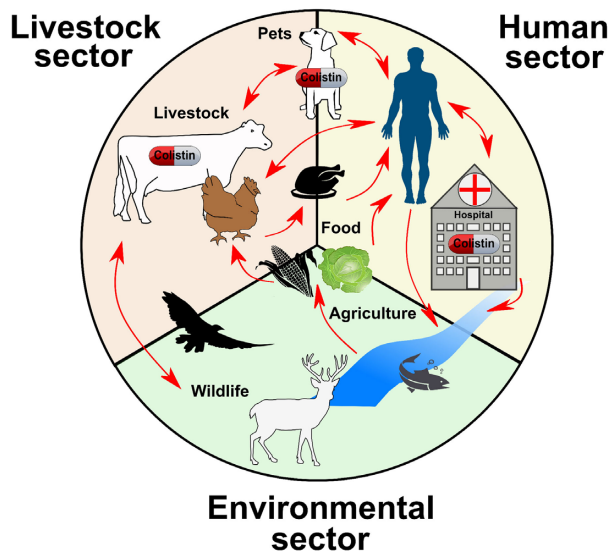 Livestock
sector
Human
sector
Pets
Colistin
Livestock
Colistin
Hospital
Colistin
Food
Agriculture
Wildlife
Environmental
sector